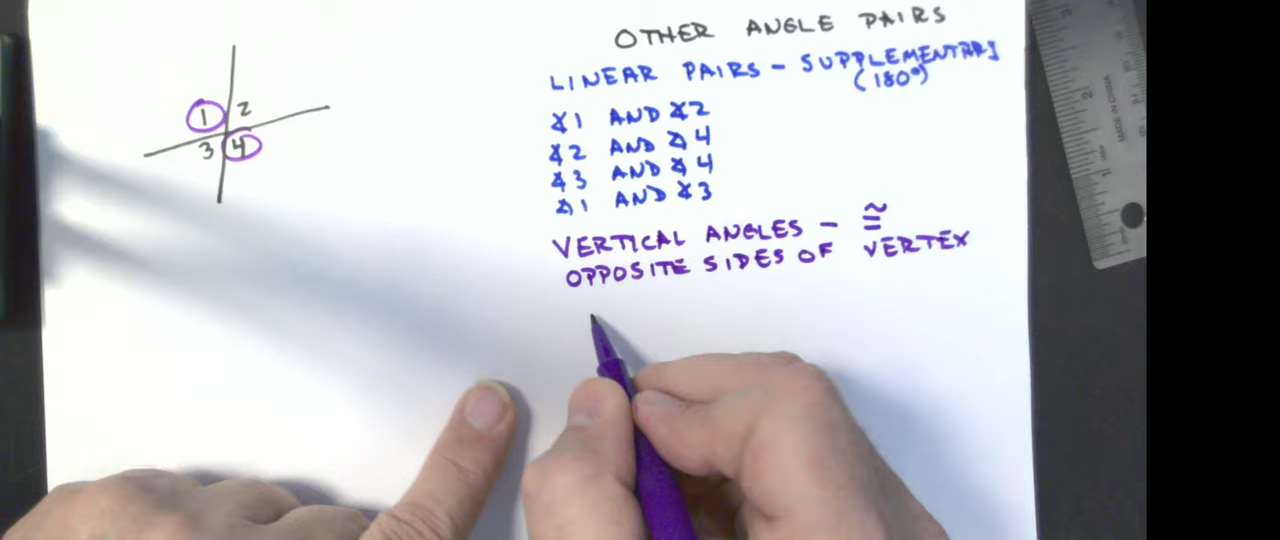 OTHER ANGLE PAIRS
LINEAR PAIRS - SUPPLEMENTARY
(180°)
∡1 AND ∡2
∡2 AND ∡4
∡3 AND ∡4
∡1 AND ∡3
VERTICAL ANGLES - ≅
OPPOSITE SIDES OF VERTEX
1 2
3 4